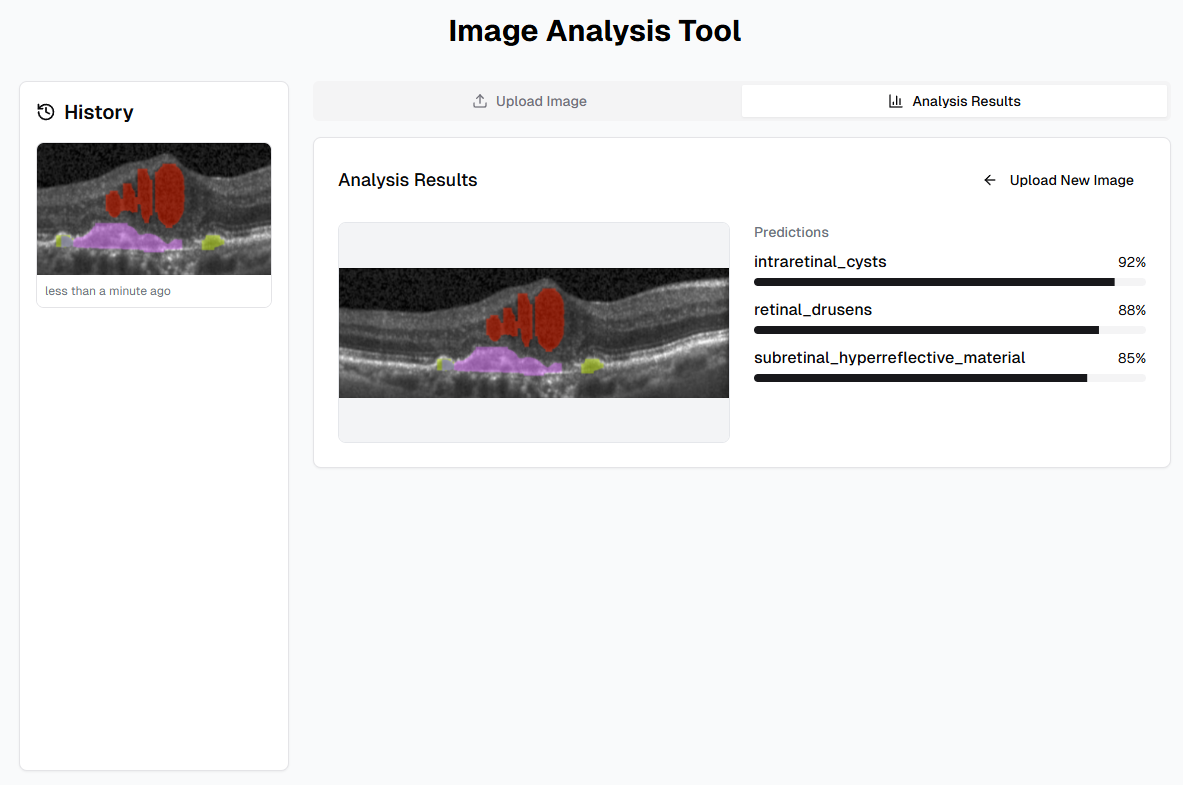 Image Analysis Tool
History
less than a minute ago
Upload Image
Analysis Results
Analysis Results
Upload New Image
Predictions
intraretinal_cysts 92%
retinal_drusens 88%
subretinal_hyperreflective_material 85%